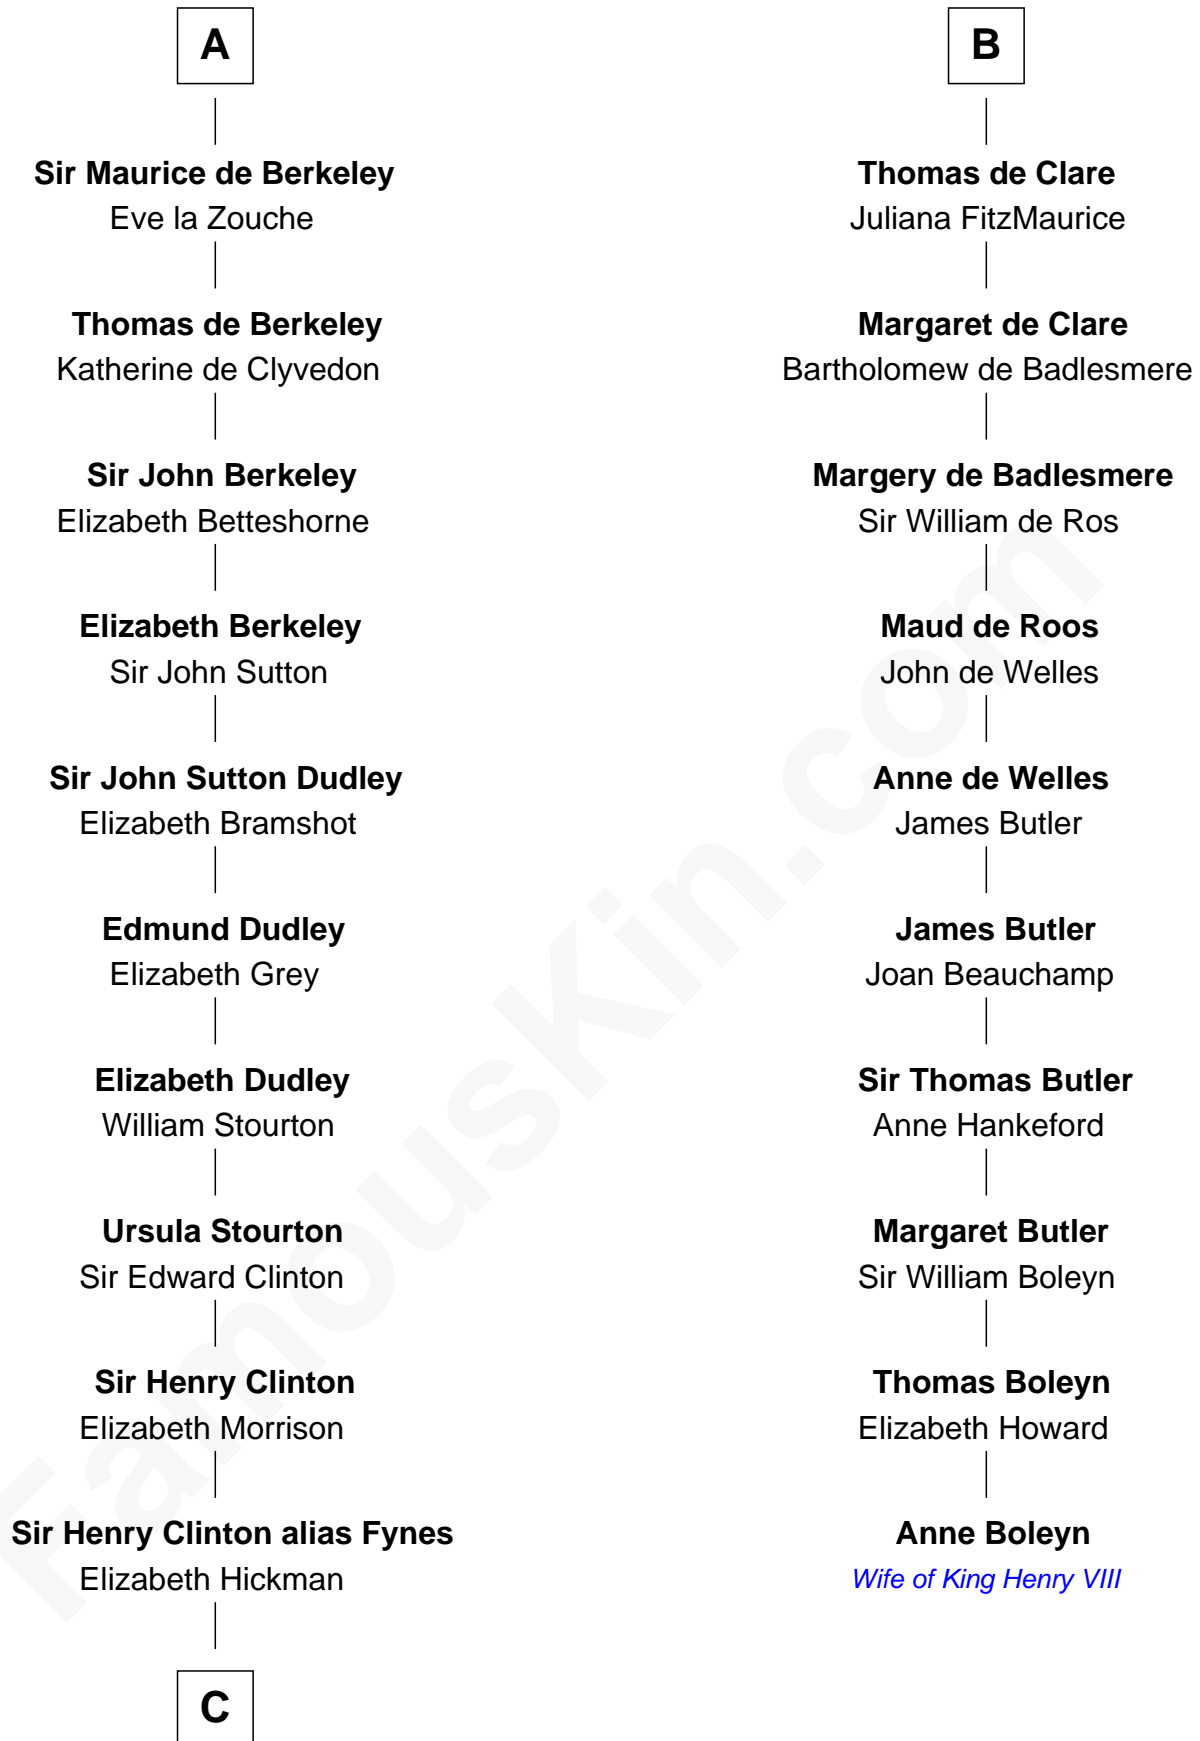 A
Sir Maurice de Berkeley
Eve la Zouche
Thomas de Berkeley
Katherine de Clyvedon
Sir John Berkeley
Elizabeth Betteshorne
Elizabeth Berkeley
Sir John Sutton
Sir John Sutton Dudley
Elizabeth Bramshot
Edmund Dudley
Elizabeth Grey
Elizabeth Dudley
William Stourton
Ursula Stourton
Sir Edward Clinton
Sir Henry Clinton
Elizabeth Morrison
Sir Henry Clinton alias Fynes
Elizabeth Hickman
C
B
Thomas de Clare
Juliana FitzMaurice
Margaret de Clare
Bartholomew de Badlesmere
Margery de Badlesmere
Sir William de Ros
Maud de Roos
John de Welles
Anne de Welles
James Butler
James Butler
Joan Beauchamp
Sir Thomas Butler
Anne Hankeford
Margaret Butler
Sir William Boleyn
Thomas Boleyn
Elizabeth Howard
Anne Boleyn
Wife of King Henry VIII
FamousKin.com